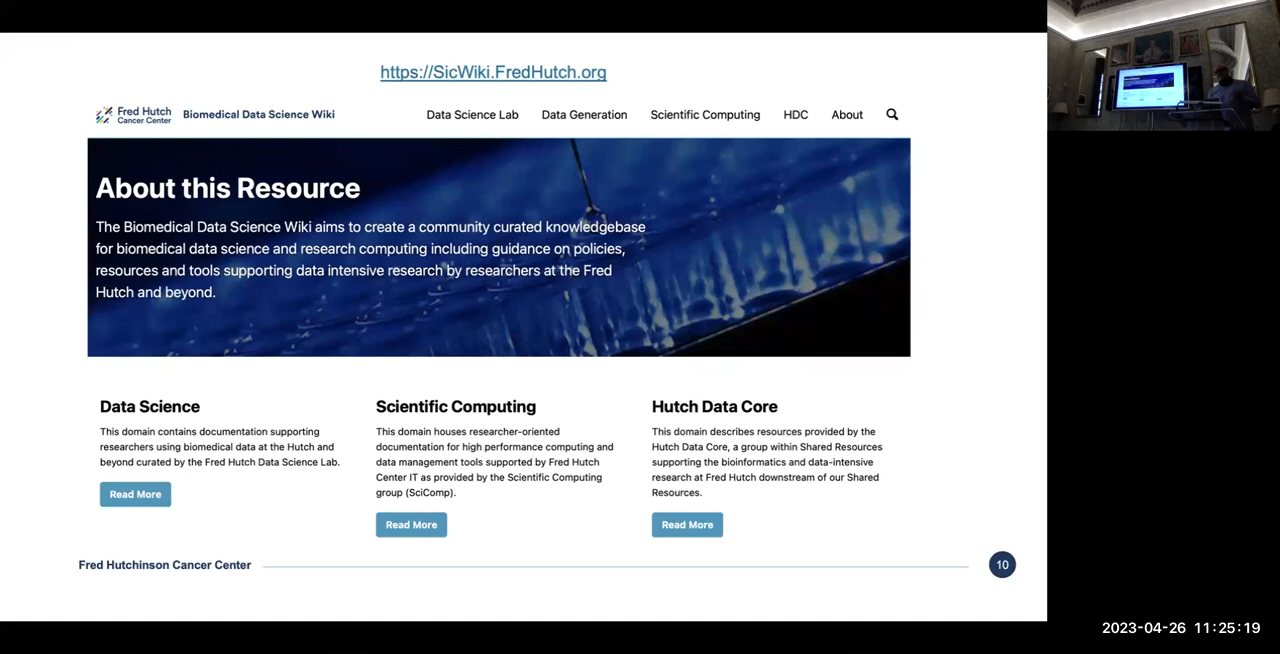 https://SicWiki.FredHutch.org
Fred Hutch
Cancer Center
Biomedical Data Science Wiki
Data Science Lab
Data Generation
Scientific Computing
HDC
About
About this Resource
The Biomedical Data Science Wiki aims to create a community curated knowledgebase
for biomedical data science and research computing including guidance on policies,
resources and tools supporting data intensive research by researchers at the Fred
Hutch and beyond.
Data Science
This domain contains documentation supporting
researchers using biomedical data at the Hutch and
beyond curated by the Fred Hutch Data Science Lab.
Read More
Scientific Computing
This domain houses researcher-oriented
documentation for high performance computing and
data management tools supported by Fred Hutch
Center IT as provided by the Scientific Computing
group (SciComp).
Read More
Hutch Data Core
This domain describes resources provided by the
Hutch Data Core, a group within Shared Resources
supporting the bioinformatics and data-intensive
research at Fred Hutch downstream of our Shared
Resources.
Read More
Fred Hutchinson Cancer Center
10
2023-04-26 11:25:19